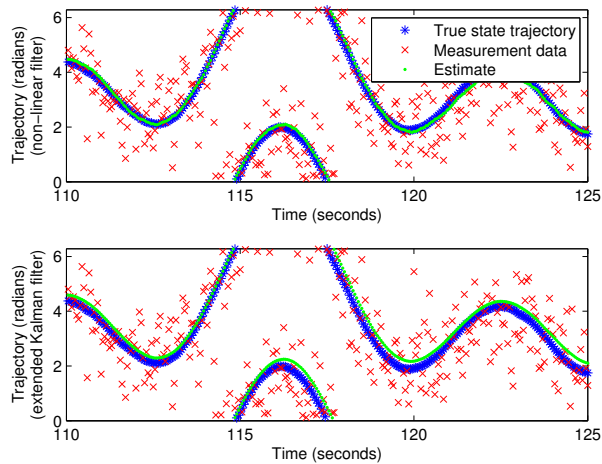 6
4
2
0
110
115
120
125
Time (seconds)
Trajectory (radians)
(non−linear filter)
True state trajectory
Measurement data
Estimate
6
4
2
0
110
115
120
125
Time (seconds)
Trajectory (radians)
(extended Kalman filter)